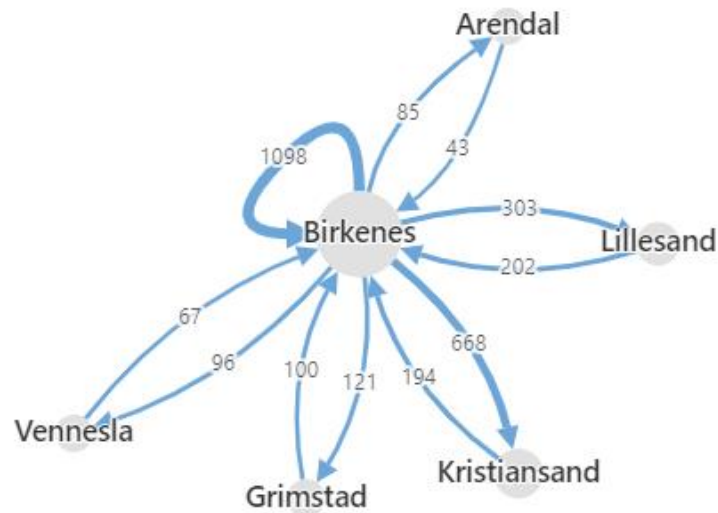 Arendal
85
43
1098
303
Birkenes
Lillesand
202
67
668
96
100
121
194
Vennesla
Kristiansand
Grimstad